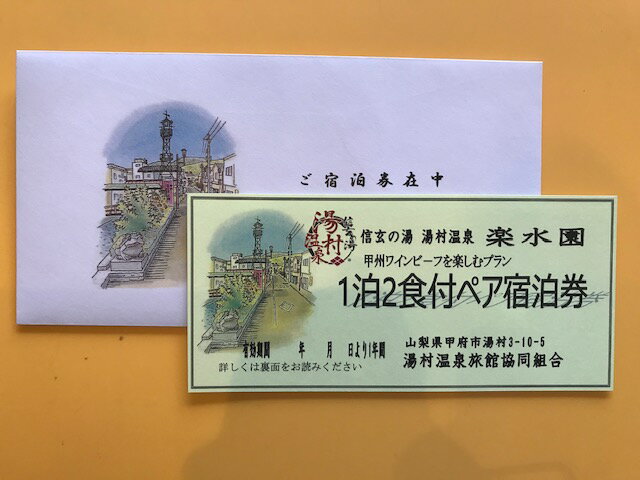 ご宿泊券在中
湯村
温泉
信玄の湯 湯村温泉 楽水園
甲州ワインビーフを楽しむプラン
1泊2食付ペア宿泊券
有効期間 年 月 日より1年間
詳しくは裏面をお読みください
山梨県甲府市湯村3-10-5
湯村温泉旅館協同組合